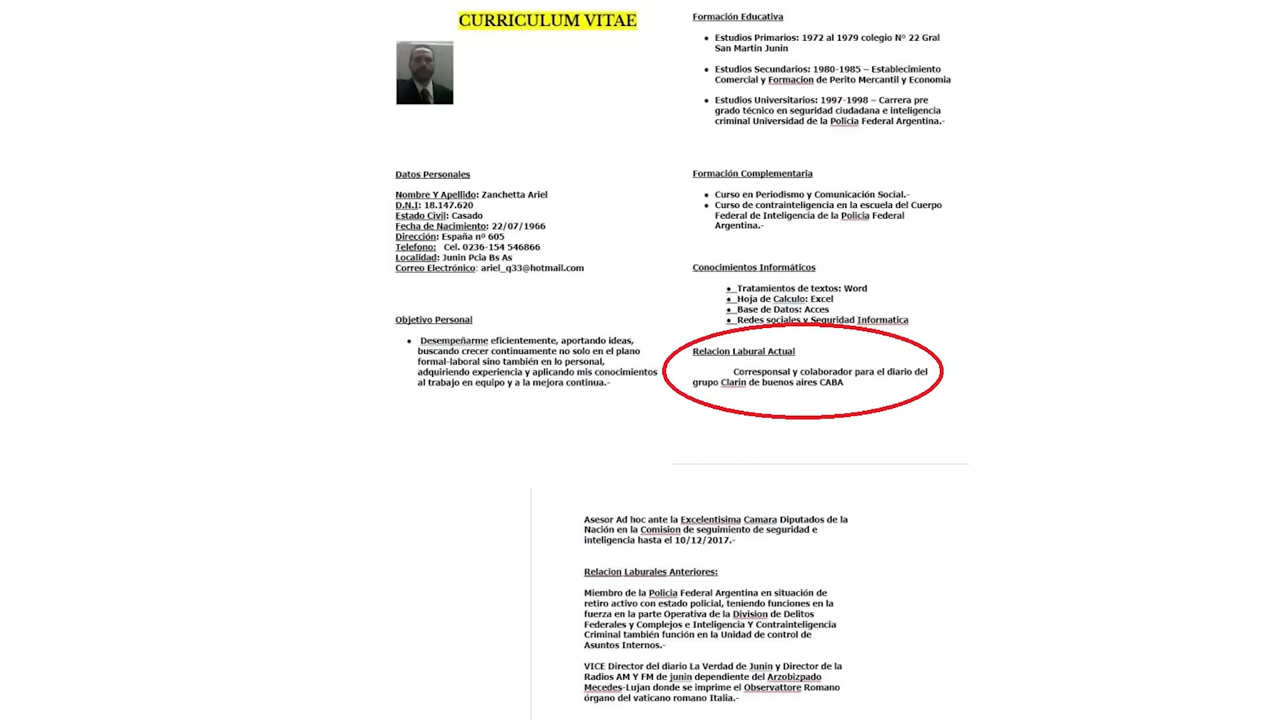 CURRICULUM VITAE
Datos Personales
Nombre Y Apellido: Zanchetta Ariel
D.N.I: 18.147.620
Estado Civil: Casado
Fecha de Nacimiento: 22/07/1966
Dirección: España nº 605
Telefono: Cel. 0236-154 546866
Localidad: Junin Pcia Bs As
Correo Electrónico: ariel_q33@hotmail.com
Objetivo Personal
• Desempeñarme eficientemente, aportando ideas,
buscando crecer continuamente no solo en el plano
formal-laboral sino también en lo personal,
adquiriendo experiencia y aplicando mis conocimientos
al trabajo en equipo y a la mejora continua.-
Formación Educativa
• Estudios Primarios: 1972 al 1979 colegio Nº 22 Gral
San Martin Junin
• Estudios Secundarios: 1980-1985 – Establecimiento
Comercial y Formacion de Perito Mercantil y Economia
• Estudios Universitarios: 1997-1998 – Carrera pre
grado técnico en seguridad ciudadana e inteligencia
criminal Universidad de la Policia Federal Argentina.-
Formación Complementaria
• Curso en Periodismo y Comunicación Social.-
• Curso de contrainteligencia en la escuela del Cuerpo
Federal de Inteligencia de la Policia Federal
Argentina.-
Conocimientos Informáticos
• Tratamientos de textos: Word
• Hoja de Calculo: Excel
• Base de Datos: Acces
• Redes sociales y Seguridad Informatica
Relacion Labural Actual
Corresponsal y colaborador para el diario del
grupo Clarin de buenos aires CABA
Asesor Ad hoc ante la Excelentisima Camara Diputados de la
Nación en la Comision de seguimiento de seguridad e
inteligencia hasta el 10/12/2017.-
Relacion Laburales Anteriores:
Miembro de la Policia Federal Argentina en situación de
retiro activo con estado policial, teniendo funciones en la
fuerza en la parte Operativa de la Division de Delitos
Federales y Complejos e Inteligencia Y Contrainteligencia
Criminal también función en la Unidad de control de
Asuntos Internos.-
VICE Director del diario La Verdad de Junin y Director de la
Radios AM Y FM de junin dependiente del Arzobizpado
Mecedes-Lujan donde se imprime el Observattore Romano
órgano del vaticano romano Italia.-